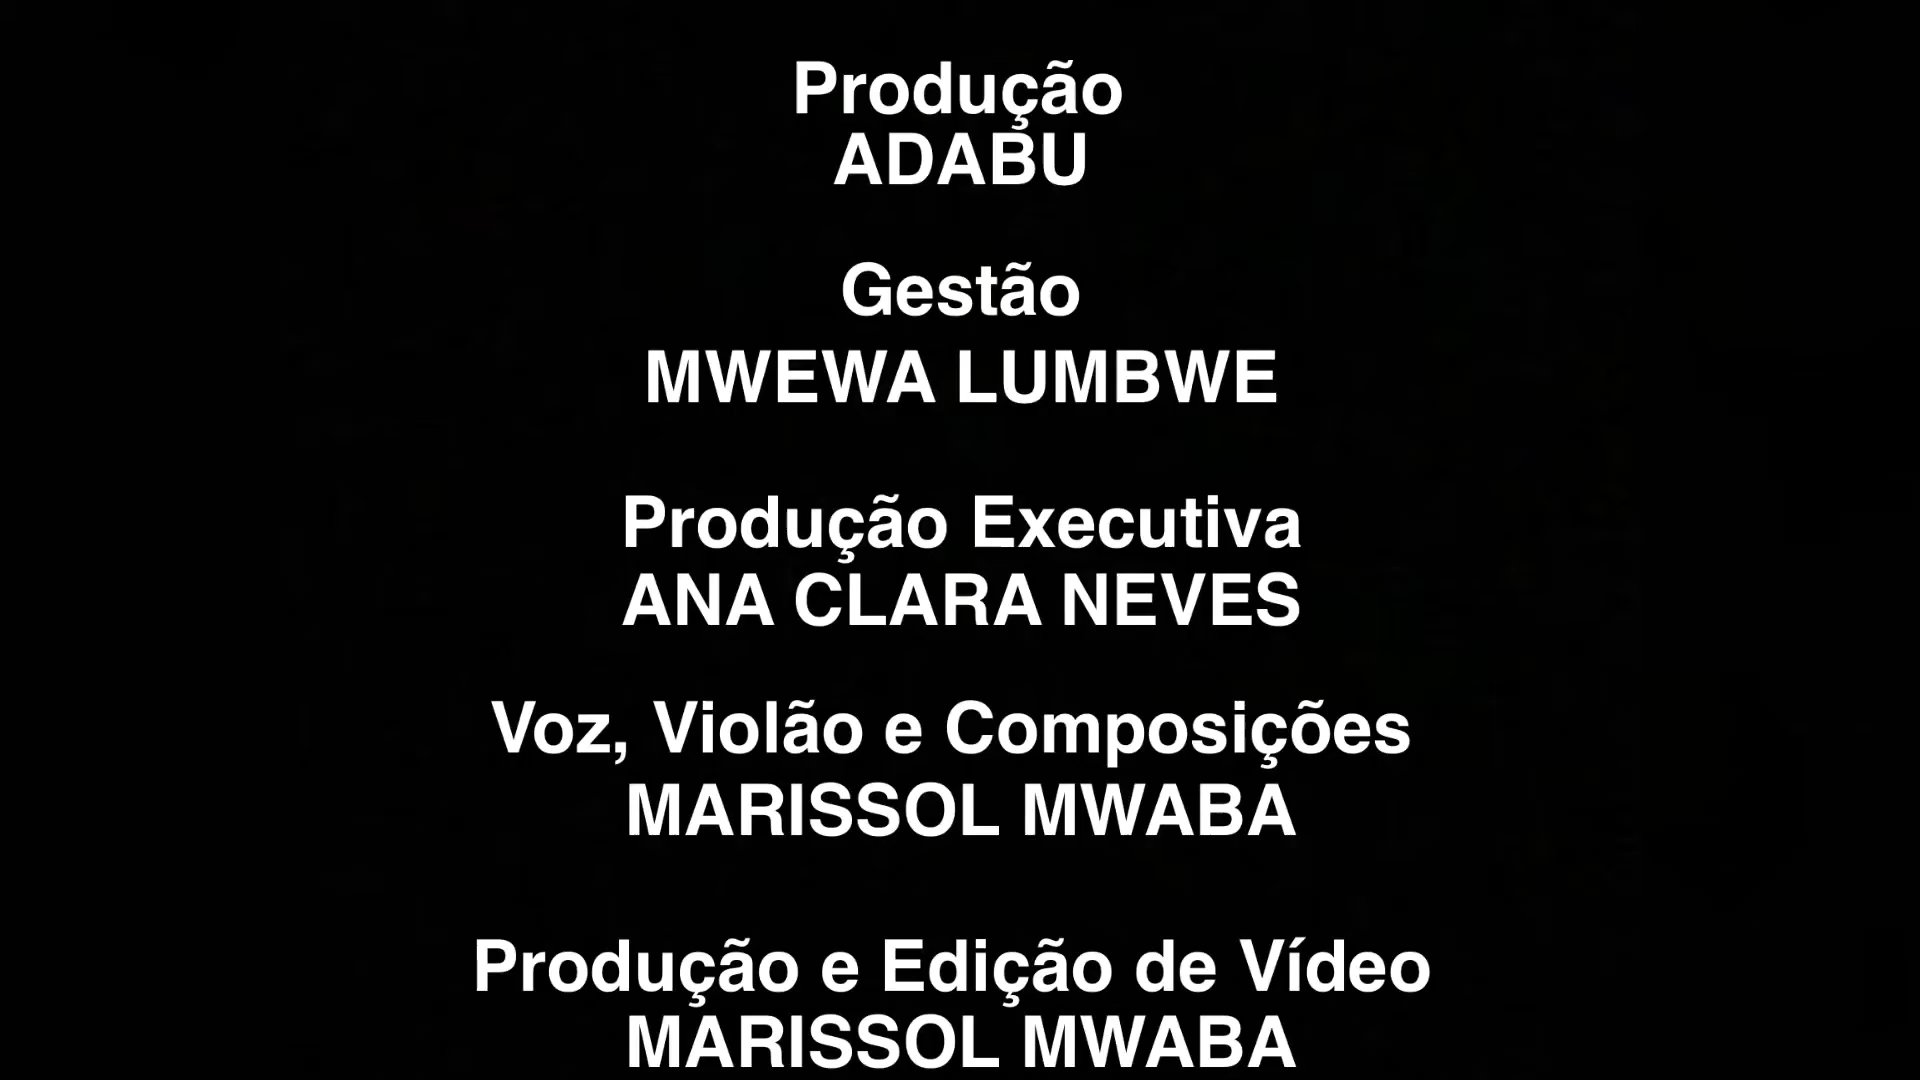 Produção
ADABU
Gestão
MWEWA LUMBWE
Produção Executiva
ANA CLARA NEVES
Voz, Violão e Composições
MARISSOL MWABA
Produção e Edição de Vídeo
MARISSOL MWABA